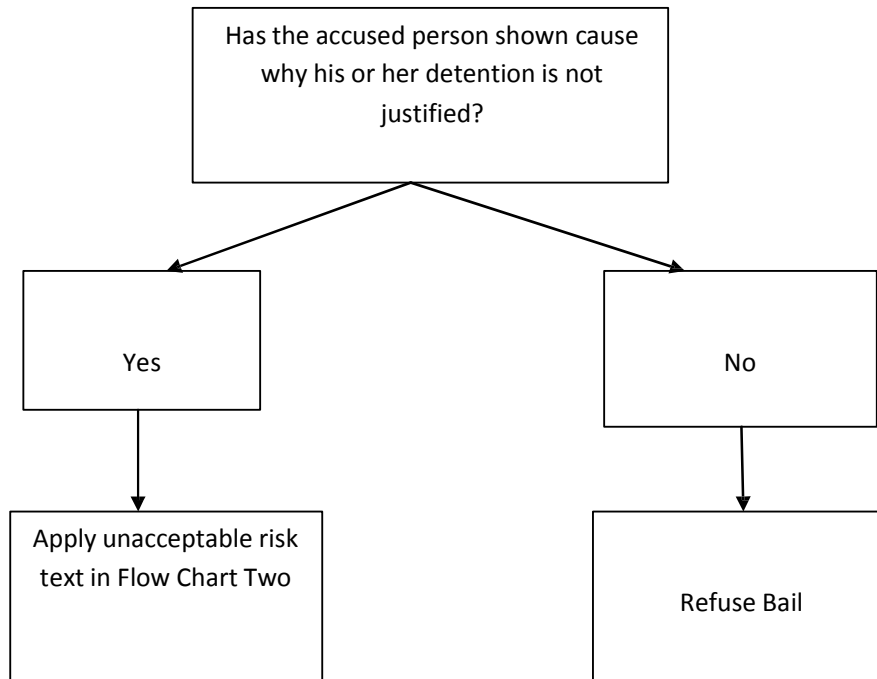 Has the accused person shown cause
why his or her detention is not
justified?
Yes
No
Apply unacceptable risk
text in Flow Chart Two
Refuse Bail